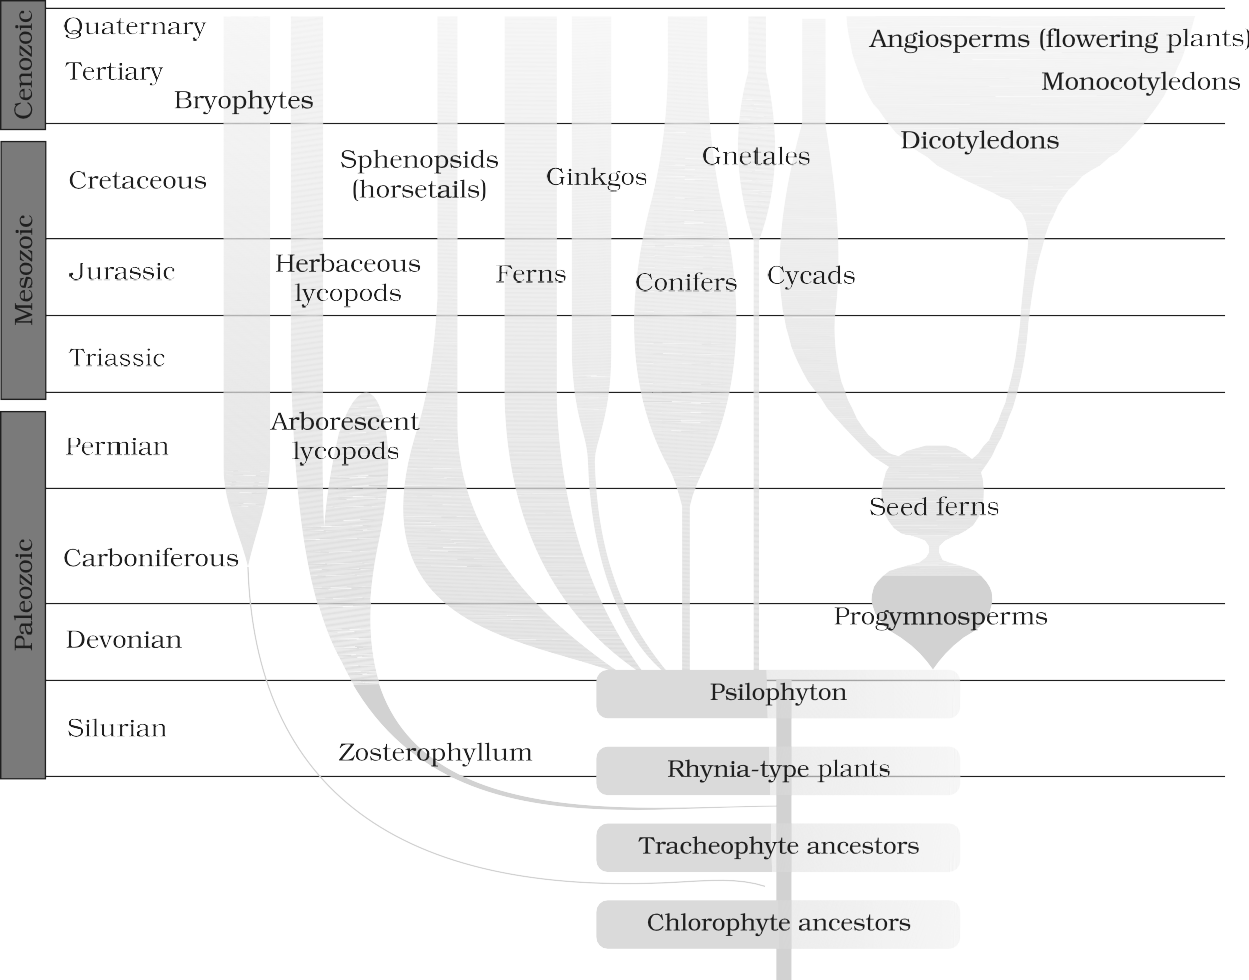 Cenozoic
Quaternary
Tertiary
Angiosperms (flowering plants)
Monocotyledons
Bryophytes
Dicotyledons
Mesozoic
Cretaceous
Sphenopsids
(horsetails)
Ginkgos
Gnetales
Jurassic
Herbaceous
lycopods
Ferns
Conifers
Cycads
Triassic
Paleozoic
Permian
Arborescent
lycopods
Seed ferns
Carboniferous
Progymnosperms
Devonian
Psilophyton
Silurian
Zosterophyllum
Rhynia-type plants
Tracheophyte ancestors
Chlorophyte ancestors